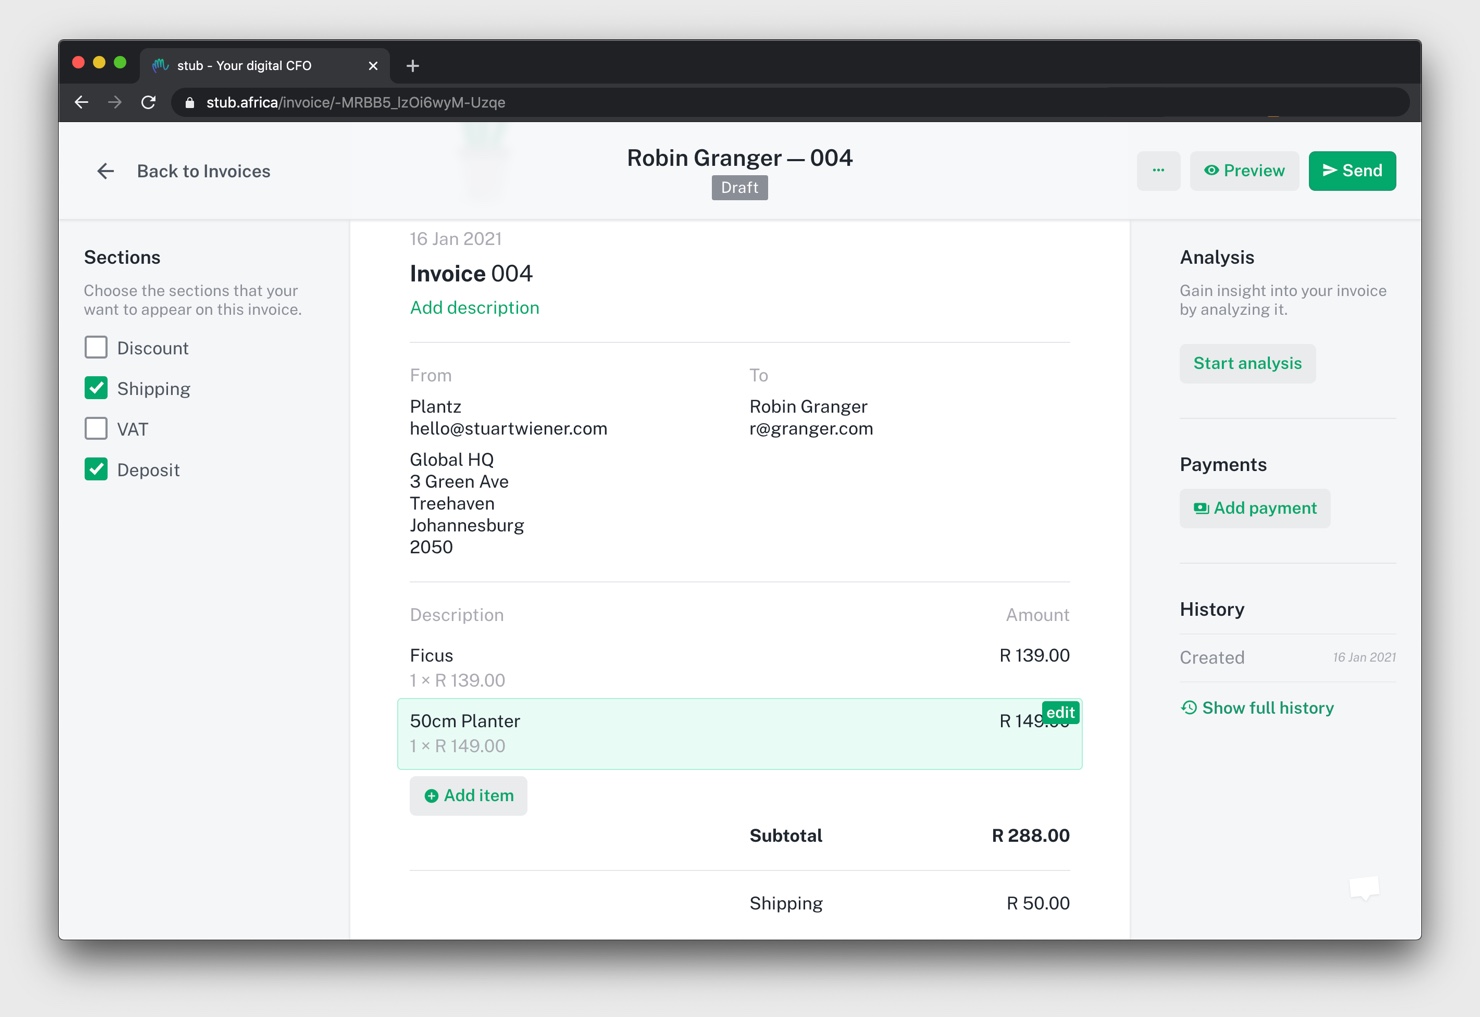 stub - Your digital CFO
stub.africa/invoice/-MRBB5_lzOi6wyM-Uzqe
Back to Invoices
Robin Granger — 004
Draft
Preview
Send
Sections
Choose the sections that your
want to appear on this invoice.
Discount
Shipping
VAT
Deposit
16 Jan 2021
Invoice 004
Add description
From
Plantz
hello@stuartwiener.com
Global HQ
3 Green Ave
Treehaven
Johannesburg
2050
To
Robin Granger
r@granger.com
Description Amount
Ficus R 139.00
1 × R 139.00
edit
50cm Planter R 149.00
1 × R 149.00
Add item
Subtotal R 288.00
Shipping R 50.00
Analysis
Gain insight into your invoice
by analyzing it.
Start analysis
Payments
Add payment
History
Created 16 Jan 2021
Show full history